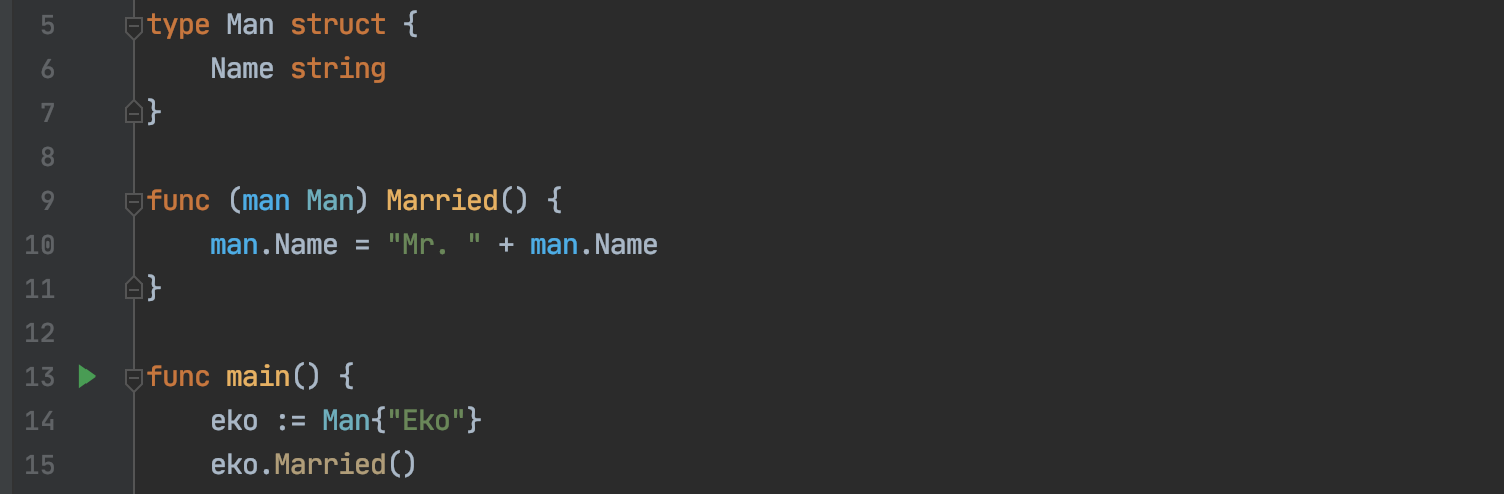 5 type Man struct {
6     Name string
7 }
8
9 func (man Man) Married() {
10     man.Name = "Mr. " + man.Name
11 }
12
13 func main() {
14     eko := Man{"Eko"}
15     eko.Married()